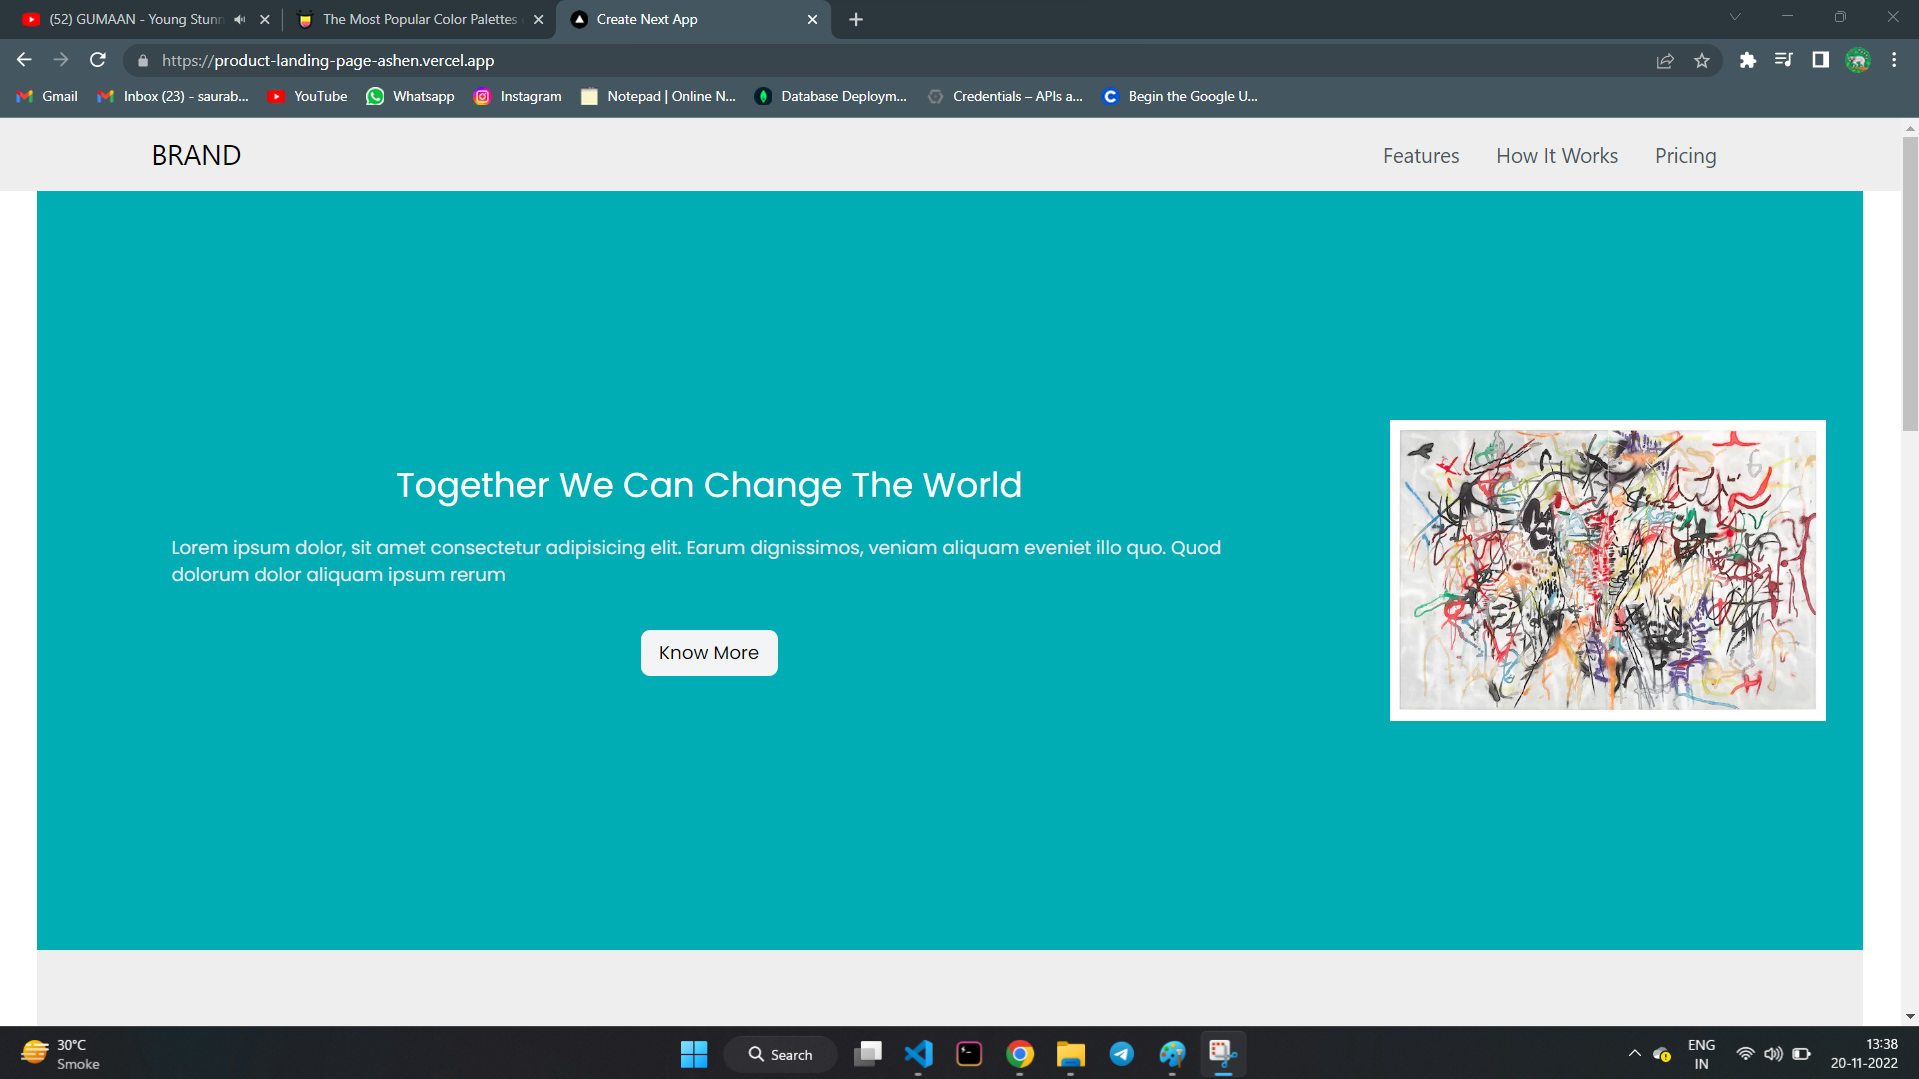 (52) GUMAAN - Young Stunn
The Most Popular Color Palettes
Create Next App
https://product-landing-page-ashen.vercel.app
Gmail
Inbox (23) - saurab...
YouTube
Whatsapp
Instagram
Notepad | Online N...
Database Deploym...
Credentials – APIs a...
Begin the Google U...
BRAND
Features
How It Works
Pricing
Together We Can Change The World
Lorem ipsum dolor, sit amet consectetur adipisicing elit. Earum dignissimos, veniam aliquam eveniet illo quo. Quod
dolorum dolor aliquam ipsum rerum
Know More
30°C
Smoke
Search
ENG
IN
13:38
20-11-2022